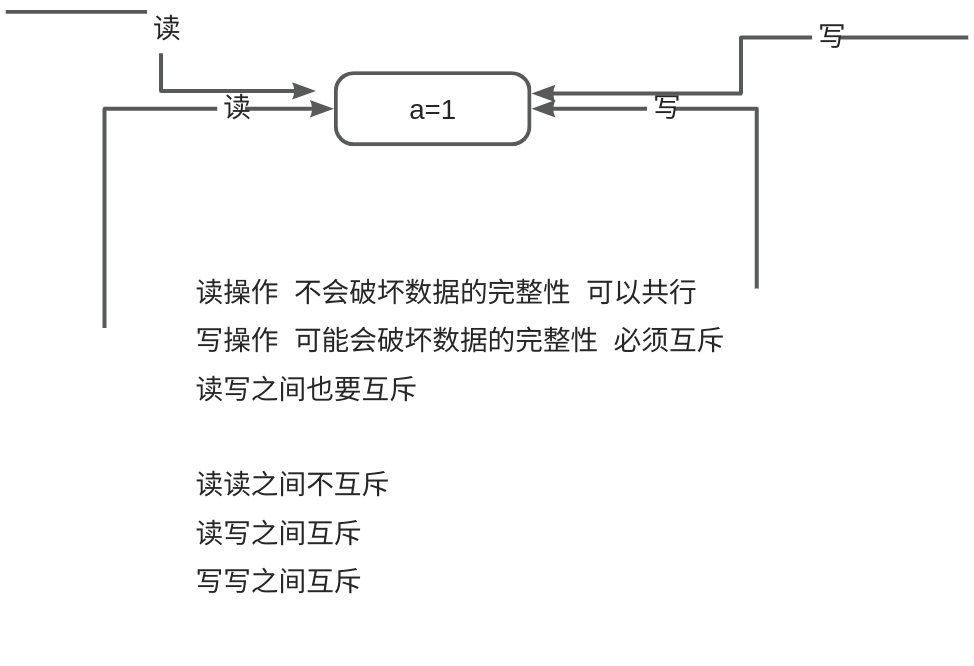 读
写
读
a=1
写
读操作 不会破坏数据的完整性 可以共行
写操作 可能会破坏数据的完整性 必须互斥
读写之间也要互斥
读读之间不互斥
读写之间互斥
写写之间互斥